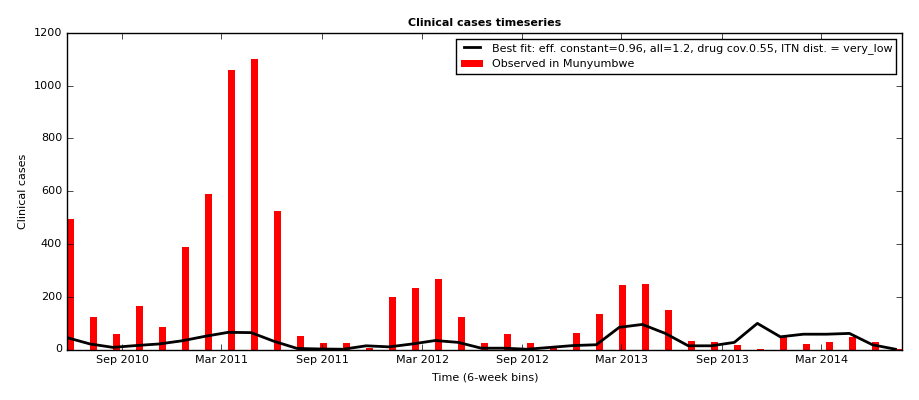 Clinical cases timeseries
1200
1000
800
600
400
200
0
Clinical cases
Best fit: eff. constant=0.96, all=1.2, drug cov.0.55, ITN dist. = very_low
Observed in Munyumbwe
Sep 2010 Mar 2011 Sep 2011 Mar 2012 Sep 2012 Mar 2013 Sep 2013 Mar 2014
Time (6-week bins)